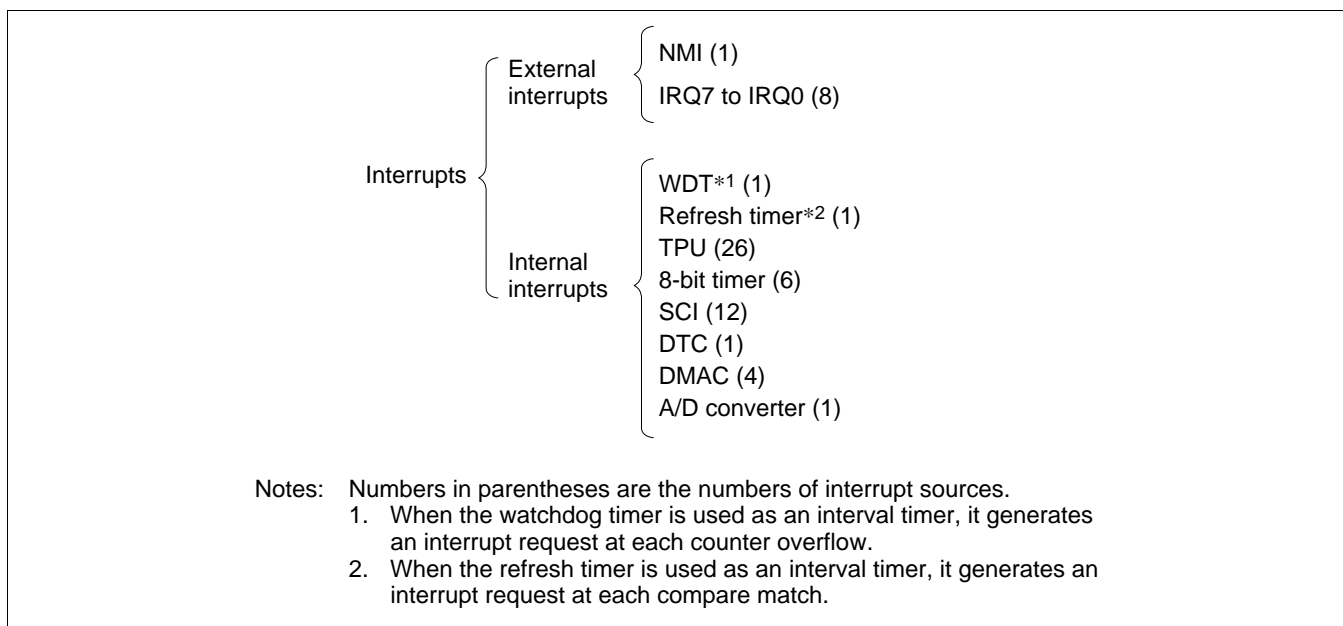 External
interrupts
NMI (1)
IRQ7 to IRQ0 (8)
Interrupts
Internal
interrupts
WDT*1 (1)
Refresh timer*2 (1)
TPU (26)
8-bit timer (6)
SCI (12)
DTC (1)
DMAC (4)
A/D converter (1)
Notes: Numbers in parentheses are the numbers of interrupt sources.
1. When the watchdog timer is used as an interval timer, it generates
an interrupt request at each counter overflow.
2. When the refresh timer is used as an interval timer, it generates an
interrupt request at each compare match.